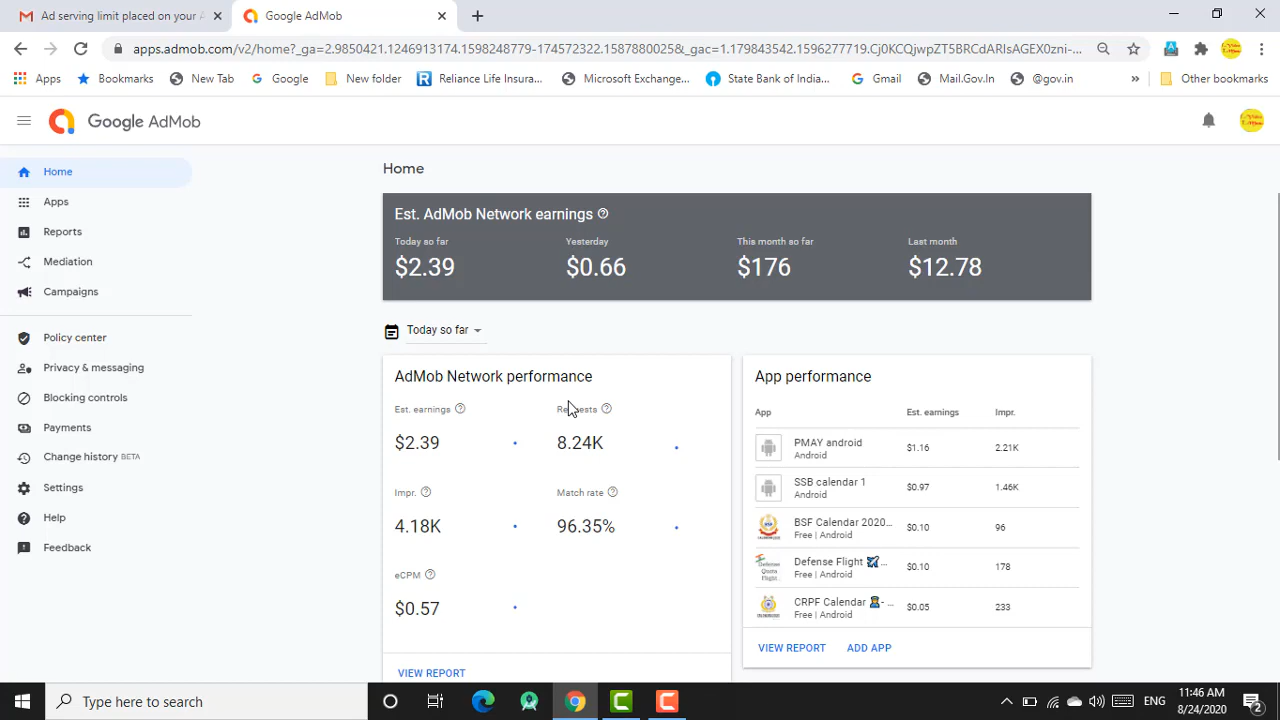 Ad serving limit placed on your A
Google AdMob
apps.admob.com/v2/home?_ga=2.9850421.1246913174.1598248779-174572322.1587880025&_gac=1.179843542.1596277719.Cj0KCQjwpZT5BRCdARIsAGEX0zni-...
Apps
Bookmarks
New Tab
Google
New folder
Reliance Life Insura...
Microsoft Exchange...
State Bank of India...
Gmail
Mail.Gov.In
@gov.in
»
Other bookmarks
Google AdMob
Home
Apps
Reports
Mediation
Campaigns
Policy center
Privacy & messaging
Blocking controls
Payments
Change history BETA
Settings
Help
Feedback
Home
Est. AdMob Network earnings
Today so far
$2.39
Yesterday
$0.66
This month so far
$176
Last month
$12.78
Today so far
AdMob Network performance
Est. earnings
$2.39
8.24K
Impr.
4.18K
Match rate
96.35%
eCPM
$0.57
VIEW REPORT
App performance
App Est. earnings Impr.
PMAY android
Android
$1.16 2.21K
SSB calendar 1
Android
$0.97 1.46K
BSF Calendar 2020...
Free | Android
$0.10 96
Defense Flight ...
Free | Android
$0.10 178
CRPF Calendar - ...
Free | Android
$0.05 233
VIEW REPORT ADD APP
Type here to search
ENG
11:46 AM
8/24/2020
2